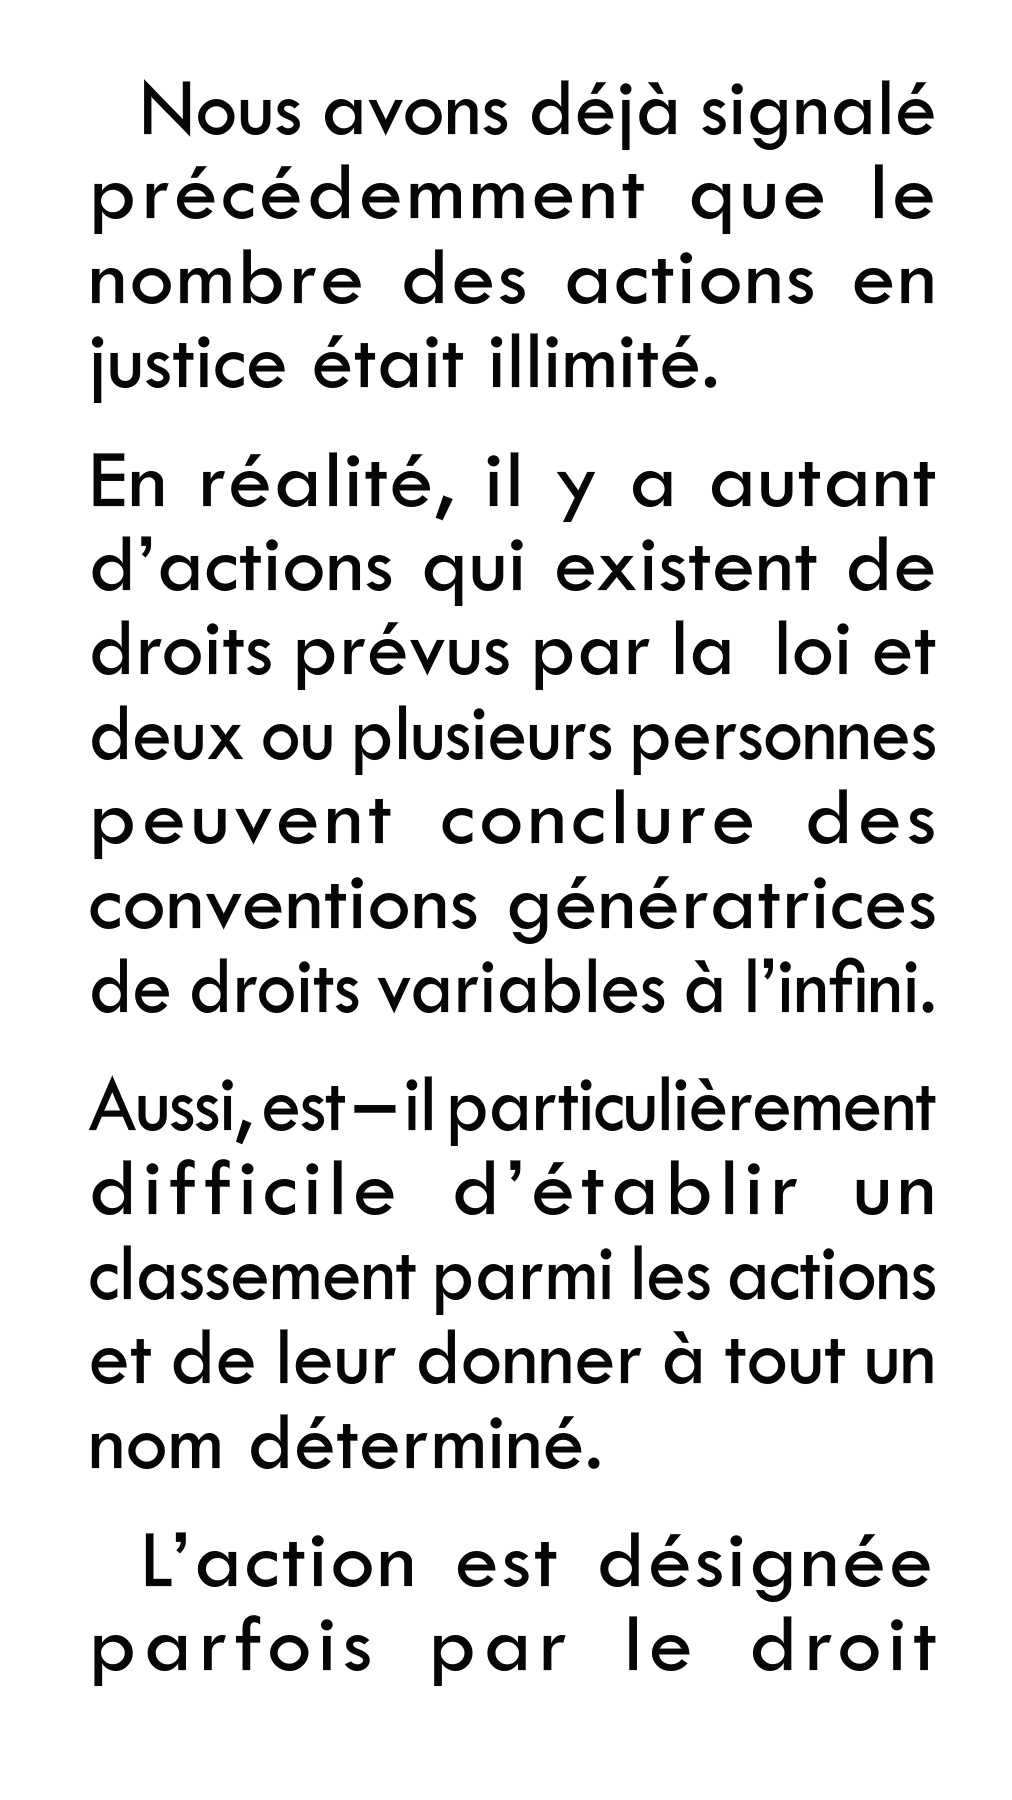 Nous avons déjà signalé
précédemment que le
nombre des actions en
justice était illimité.
En réalité, il y a autant
d’actions qui existent de
droits prévus par la loi et
deux ou plusieurs personnes
peuvent conclure des
conventions génératrices
de droits variables à l’infini.
Aussi, est–il particulièrement
difficile d’établir un
classement parmi les actions
et de leur donner à tout un
nom déterminé.
L’action est désignée
parfois par le droit